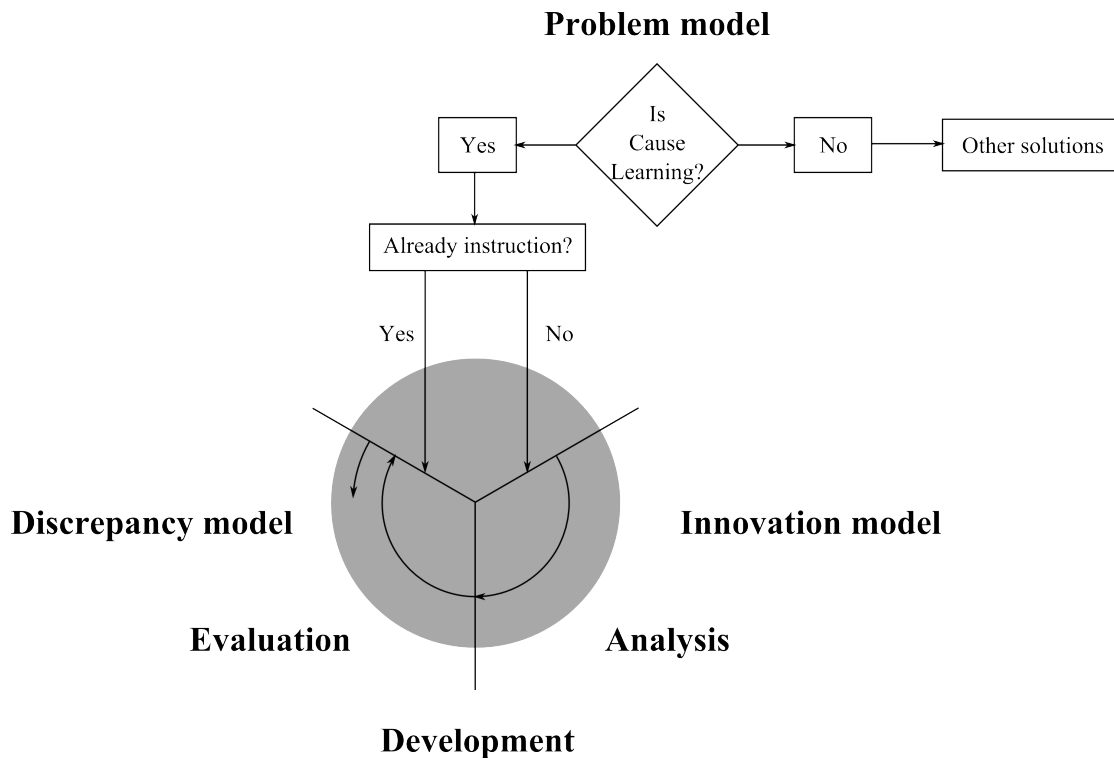 Problem model
Is
Cause
Learning?
Yes
No
Other solutions
Already instruction?
Yes
No
Discrepancy model
Innovation model
Evaluation
Analysis
Development